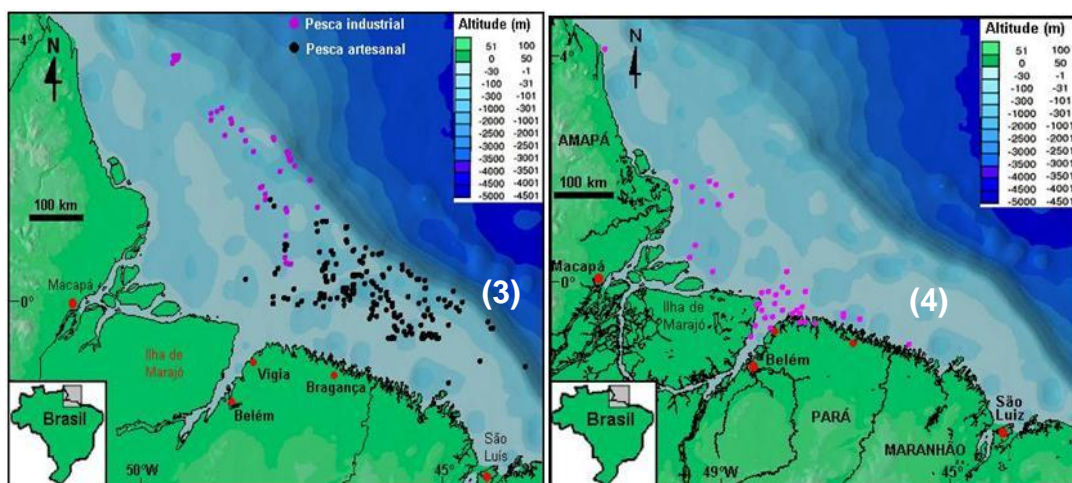 4°
N
Pesca industrial
Pesca artesanal
Altitude (m)
51 100
0 50
-30 -1
-100 -31
-300 -101
-1000 -301
-2000 -1001
-2500 -2001
-3000 -2501
-3500 -3001
-4000 -3501
-4500 -4001
-5000 -4501
100 km
Macapá
0°
(3)
Ilha de
Marajó
Vigia
Bragança
Belém
Brasil
São
Luís
50°W
45°
4°
N
Altitude (m)
51 100
0 50
-30 -1
-100 -31
-300 -101
-1000 -301
-2000 -1001
-2500 -2001
-3000 -2501
-3500 -3001
-4000 -3501
-4500 -4001
-5000 -4501
AMAPÁ
100 km
Macapá
0°
(4)
Ilha de
Marajó
Belém
Brasil
PARÁ
São
Luiz
MARANHÃO
49°W
45°